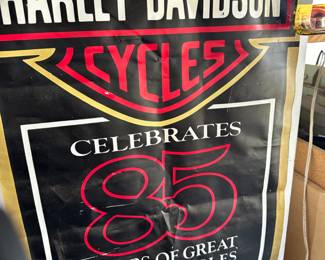 HARLEY-DAVIDSON
CYCLES
CELEBRATES
85
OF GREAT